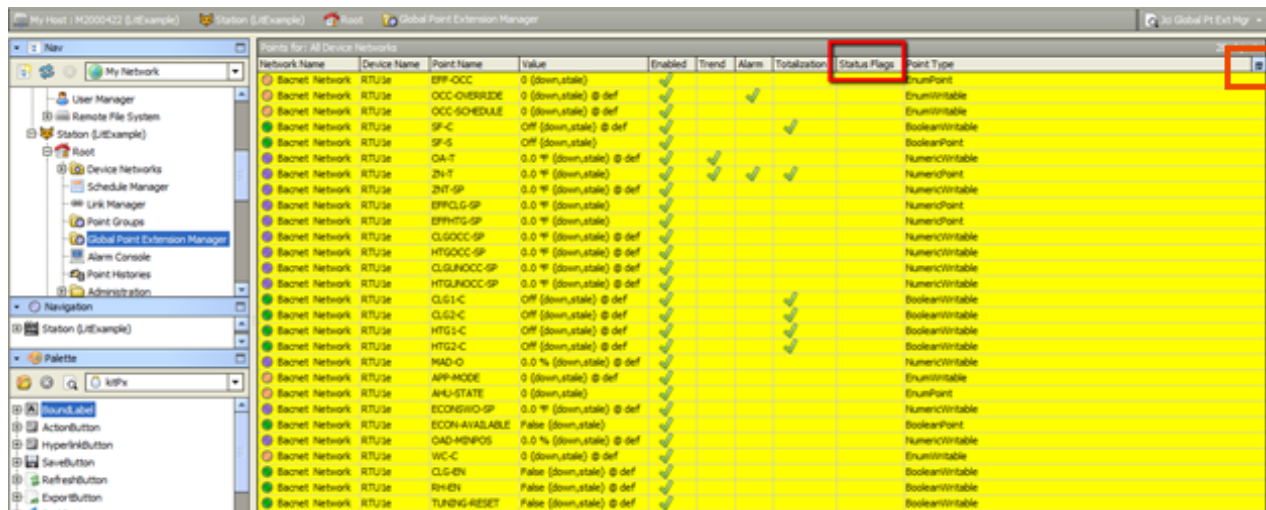 My Host : M2000422 (LitExample) Station (LitExample) Root Global Point Extension Manager Jci Global Pt Ext Mgr
Nav
My Network
User Manager
Remote File System
Station (LitExample)
Root
Device Networks
Schedule Manager
Link Manager
Point Groups
Global Point Extension Manager
Alarm Console
Point Histories
Administration
Navigation
Station (LitExample)
Palette
kitPx
BoundLabel
ActionButton
HyperlinkButton
SaveButton
RefreshButton
ExportButton
Points for: All Device Networks
Network Name Device Name Point Name Value Enabled Trend Alarm Totalization Status Flags Point Type
Bacnet Network RTU1e EFF-OCC 0 {down,stale} EnumPoint
Bacnet Network RTU1e OCC-OVERRIDE 0 {down,stale} @ def EnumWritable
Bacnet Network RTU1e OCC-SCHEDULE 0 {down,stale} @ def EnumWritable
Bacnet Network RTU1e SF-C Off {down,stale} @ def BooleanWritable
Bacnet Network RTU1e SF-S Off {down,stale} BooleanPoint
Bacnet Network RTU1e OA-T 0.0 °F {down,stale} @ def NumericWritable
Bacnet Network RTU1e ZN-T 0.0 °F {down,stale} NumericPoint
Bacnet Network RTU1e ZNT-SP 0.0 °F {down,stale} @ def NumericWritable
Bacnet Network RTU1e EFFCLG-SP 0.0 °F {down,stale} NumericPoint
Bacnet Network RTU1e EFFHTG-SP 0.0 °F {down,stale} NumericPoint
Bacnet Network RTU1e CLGOCC-SP 0.0 °F {down,stale} @ def NumericWritable
Bacnet Network RTU1e HTGOCC-SP 0.0 °F {down,stale} @ def NumericWritable
Bacnet Network RTU1e CLGUNOCC-SP 0.0 °F {down,stale} @ def NumericWritable
Bacnet Network RTU1e HTGUNOCC-SP 0.0 °F {down,stale} @ def NumericWritable
Bacnet Network RTU1e CLG1-C Off {down,stale} @ def BooleanWritable
Bacnet Network RTU1e CLG2-C Off {down,stale} @ def BooleanWritable
Bacnet Network RTU1e HTG1-C Off {down,stale} @ def BooleanWritable
Bacnet Network RTU1e HTG2-C Off {down,stale} @ def BooleanWritable
Bacnet Network RTU1e MAD-O 0.0 % {down,stale} @ def NumericWritable
Bacnet Network RTU1e APP-MODE 0 {down,stale} @ def EnumWritable
Bacnet Network RTU1e AHU-STATE 0 {down,stale} EnumPoint
Bacnet Network RTU1e ECONSWO-SP 0.0 °F {down,stale} @ def NumericWritable
Bacnet Network RTU1e ECON-AVAILABLE False {down,stale} BooleanPoint
Bacnet Network RTU1e OAD-MINPOS 0.0 % {down,stale} @ def NumericWritable
Bacnet Network RTU1e WC-C 0 {down,stale} @ def EnumWritable
Bacnet Network RTU1e CLG-EN False {down,stale} @ def BooleanWritable
Bacnet Network RTU1e RH-EN False {down,stale} @ def BooleanWritable
Bacnet Network RTU1e TUNING-RESET False {down,stale} @ def BooleanWritable